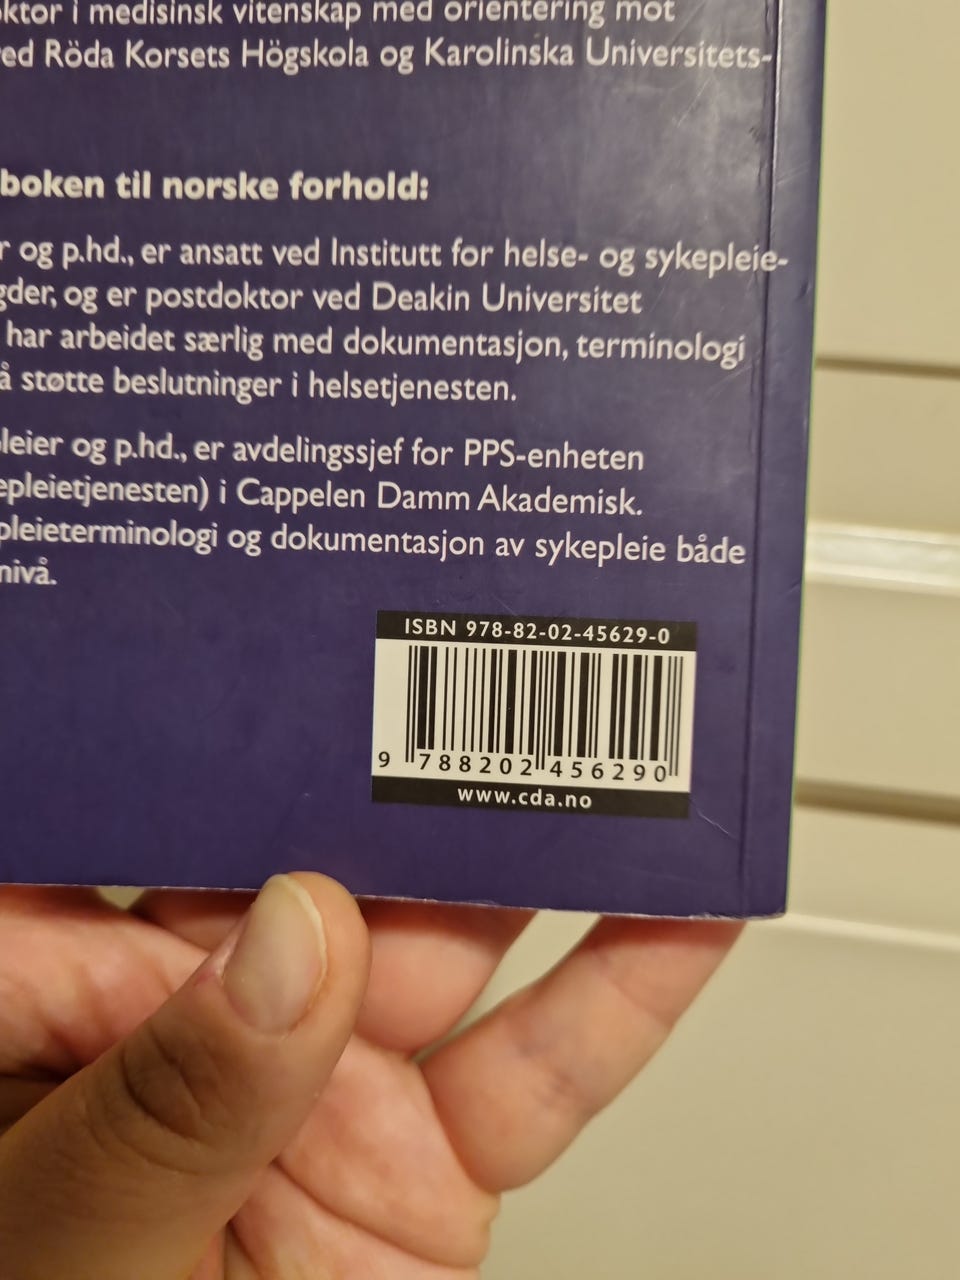 ktor i medisinsk vitenskap med orientering mot
ed Röda Korsets Högskola og Karolinska Universitets-
boken til norske forhold:
r og p.hd., er ansatt ved Institutt for helse- og sykepleie-
gder, og er postdoktor ved Deakin Universitet
har arbeidet særlig med dokumentasjon, terminologi
å støtte beslutninger i helsetjenesten.
leier og p.hd., er avdelingssjef for PPS-enheten
epleietjenesten) i Cappelen Damm Akademisk.
pleieterminologi og dokumentasjon av sykepleie både
nivå.
ISBN 978-82-02-45629-0
9 788202 456290
www.cda.no